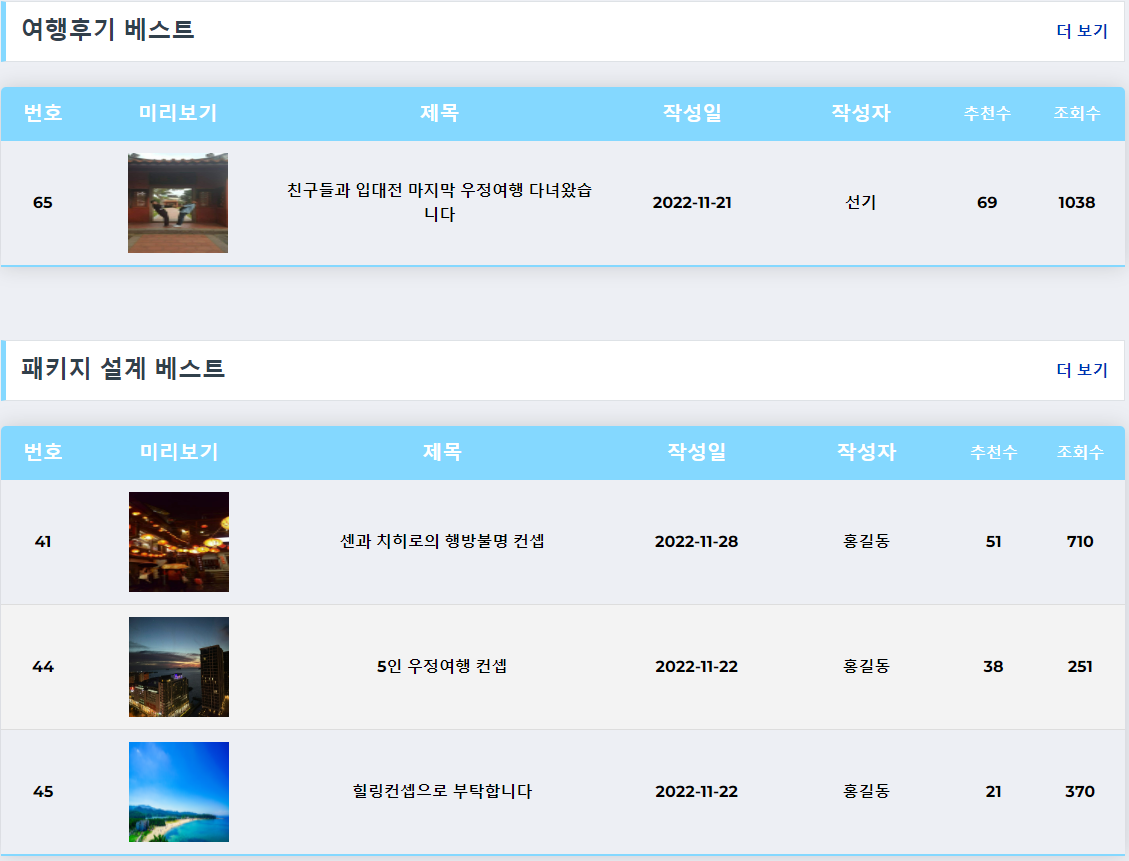 여행후기 베스트 더 보기
번호 미리보기 제목 작성일 작성자 추천수 조회수
65 친구들과 입대전 마지막 우정여행 다녀왔습 2022-11-21 선기 69 1038
니다
패키지 설계 베스트 더 보기
번호 미리보기 제목 작성일 작성자 추천수 조회수
41 센과 치히로의 행방불명 컨셉 2022-11-28 홍길동 51 710
44 5인 우정여행 컨셉 2022-11-22 홍길동 38 251
45 힐링컨셉으로 부탁합니다 2022-11-22 홍길동 21 370